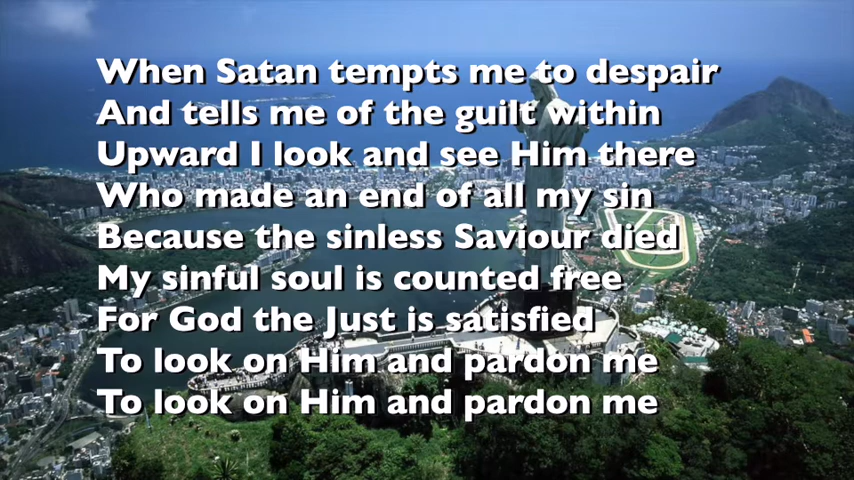 When Satan tempts me to despair
And tells me of the guilt within
Upward I look and see Him there
Who made an end of all my sin
Because the sinless Saviour died
My sinful soul is counted free
For God the Just is satisfied
To look on Him and pardon me
To look on Him and pardon me